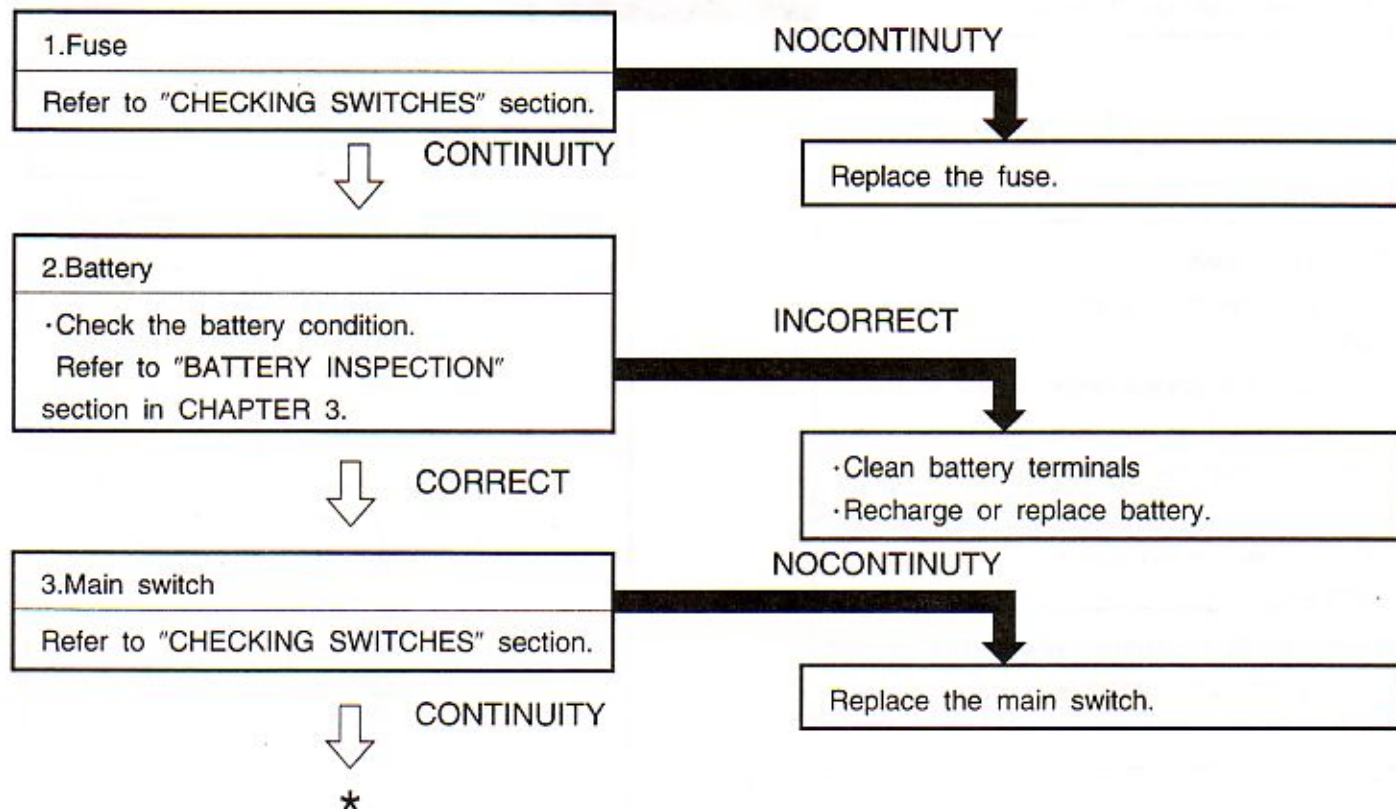 1.Fuse
NOCONTINUTY
Refer to "CHECKING SWITCHES" section.
CONTINUITY
Replace the fuse.
2.Battery
·Check the battery condition.
Refer to "BATTERY INSPECTION"
section in CHAPTER 3.
INCORRECT
CORRECT
·Clean battery terminals
·Recharge or replace battery.
3.Main switch
NOCONTINUTY
Refer to "CHECKING SWITCHES" section.
CONTINUITY
Replace the main switch.
*